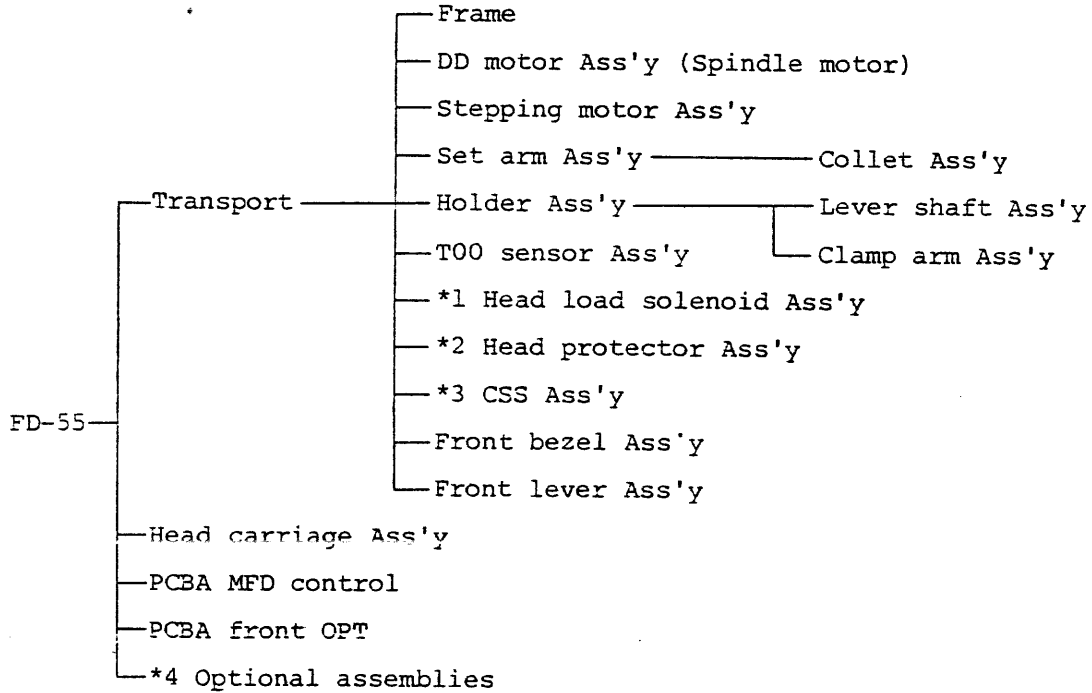 Frame
DD motor Ass'y (Spindle motor)
Stepping motor Ass'y
Set arm Ass'y Collet Ass'y
Transport Holder Ass'y Lever shaft Ass'y
T00 sensor Ass'y Clamp arm Ass'y
*1 Head load solenoid Ass'y
*2 Head protector Ass'y
*3 CSS Ass'y
FD-55
Front bezel Ass'y
Front lever Ass'y
Head carriage Ass'y
PCBA MFD control
PCBA front OPT
*4 Optional assemblies